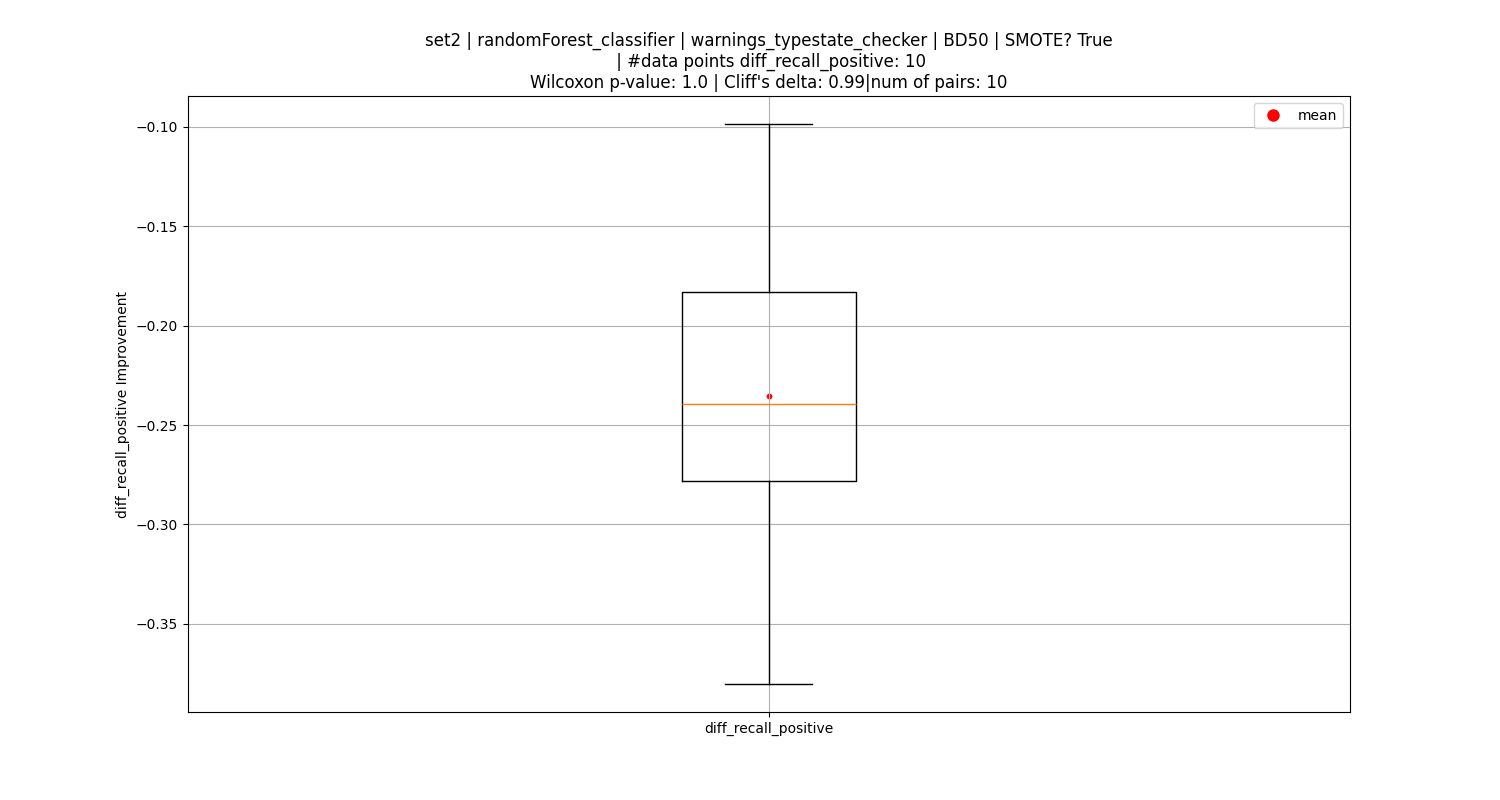 set2 | randomForest_classifier | warnings_typestate_checker | BD50 | SMOTE? True
| #data points diff_recall_positive: 10
Wilcoxon p-value: 1.0 | Cliff's delta: 0.99|num of pairs: 10
mean
−0.10
−0.15
−0.20
−0.25
−0.30
−0.35
diff_recall_positive Improvement
diff_recall_positive